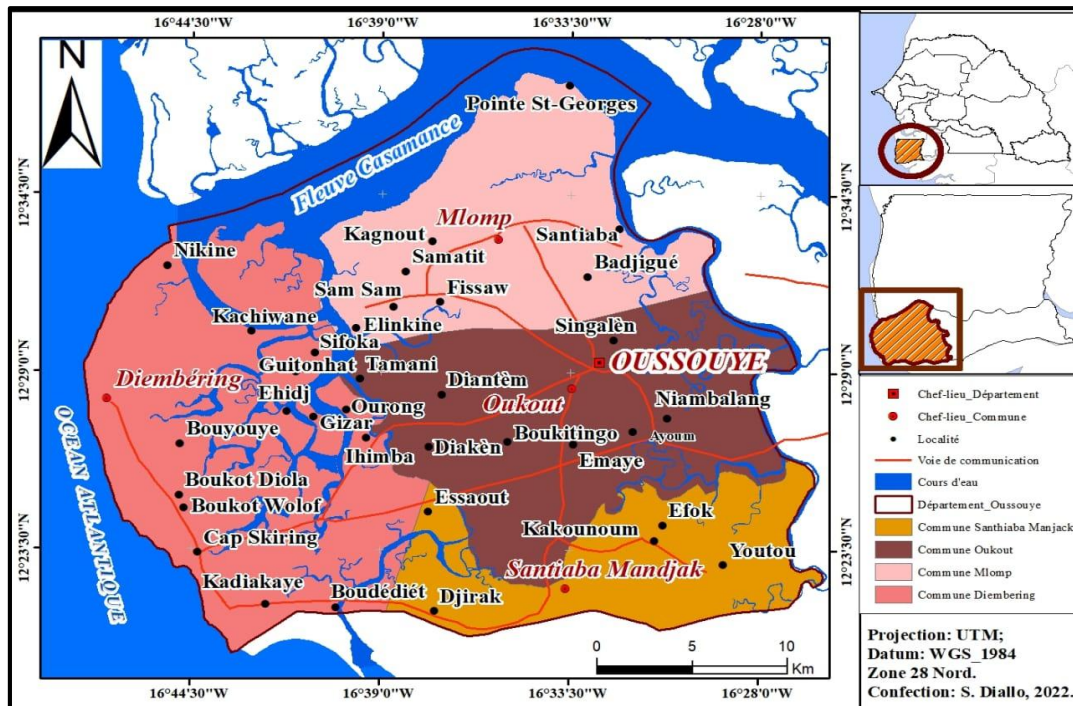 16°44'30"W 16°39'0"W 16°33'30"W 16°28'0"W
N
Pointe St-Georges
Fleuve Casamance
12°34'30"N
12°34'30"N
Mlomp
Kagnout
Santiaba
Nikine
Samatit
Badjigué
Sam Sam
Fissaw
Kachiwane
Elinkine
Singalèn
Sifoka
OUSSOUYE
Guitonhat
Tamani
12°29'0"N
12°29'0"N
Diembéring
Diantèm
Oukout
Ehidj
Ourong
Niambalang
Gizar
Bouyouye
Ihimba
Diakèn
Boukitingo
Ayoum
Emaye
OCEAN ATLANTIQUE
Boukot Diola
Boukot Wolof
Essaout
Efok
Kakounoum
Cap Skiring
12°23'30"N
12°23'30"N
Youtou
Santiaba Mandjak
Kadiakaye
Boudédiét
Djirak
0 5 10
Km
16°44'30"W 16°39'0"W 16°33'30"W 16°28'0"W
Chef-lieu_Département
Chef-lieu_Commune
Localité
Voie de communication
Cours d'eau
Département_Oussouye
Commune Santhiaba Manjack
Commune Oukout
Commune Mlomp
Commune Diembering
Projection: UTM;
Datum: WGS_1984
Zone 28 Nord.
Confection: S. Diallo, 2022.